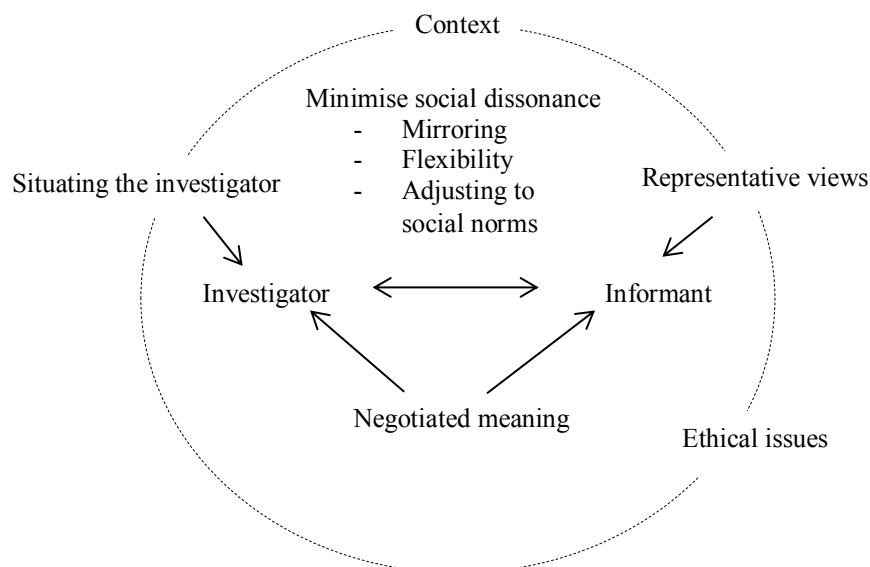 Context
Minimise social dissonance
- Mirroring
- Flexibility
- Adjusting to
social norms
Situating the investigator
Representative views
Investigator
Informant
Negotiated meaning
Ethical issues